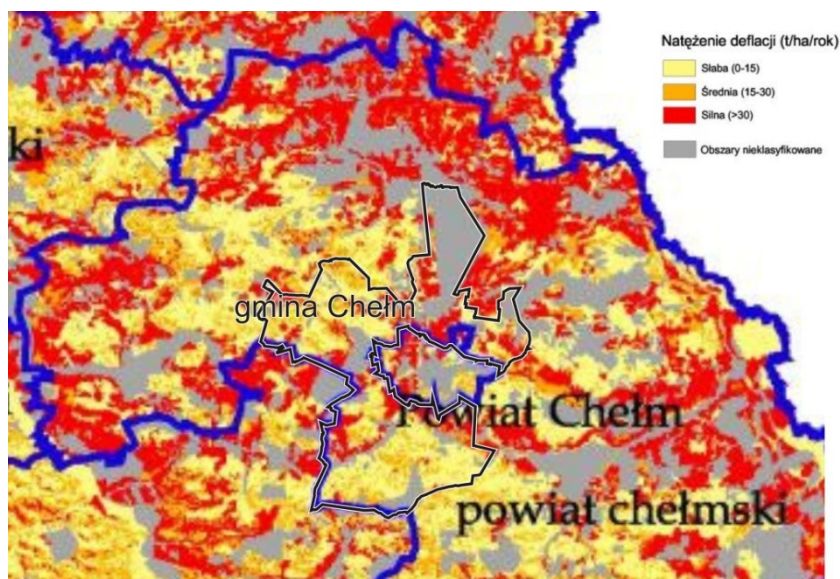 Natężenie deflacji (t/ha/rok)
Słaba (0-15)
Średnia (15-30)
Silna (>30)
Obszary nieklasyfikowane
ki
gmina Chełm
Powiat Chełm
powiat chełmski